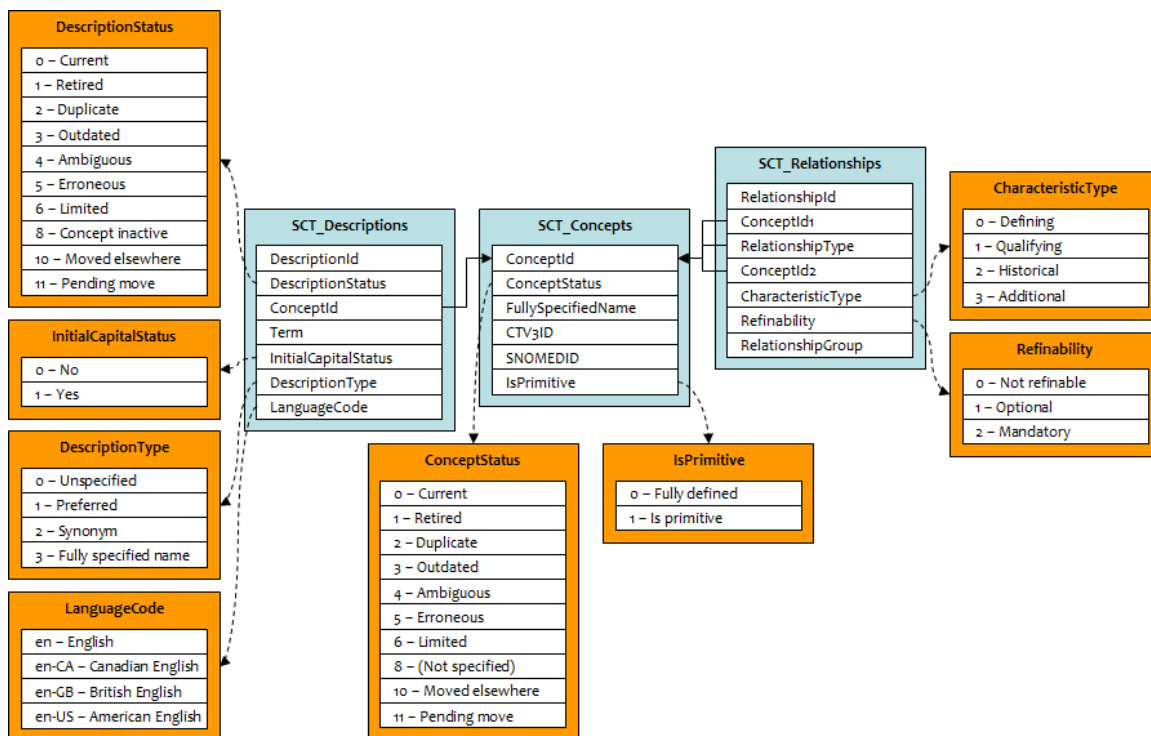 DescriptionStatus
0 – Current
1 – Retired
2 – Duplicate
3 – Outdated
4 – Ambiguous
5 – Erroneous
6 – Limited
8 – Concept inactive
10 – Moved elsewhere
11 – Pending move
InitialCapitalStatus
0 – No
1 – Yes
DescriptionType
0 – Unspecified
1 – Preferred
2 – Synonym
3 – Fully specified name
LanguageCode
en – English
en-CA – Canadian English
en-GB – British English
en-US – American English
SCT_Descriptions
DescriptionId
DescriptionStatus
ConceptId
Term
InitialCapitalStatus
DescriptionType
LanguageCode
SCT_Concepts
ConceptId
ConceptStatus
FullySpecifiedName
CTV3ID
SNOMEDID
IsPrimitive
ConceptStatus
0 – Current
1 – Retired
2 – Duplicate
3 – Outdated
4 – Ambiguous
5 – Erroneous
6 – Limited
8 – (Not specified)
10 – Moved elsewhere
11 – Pending move
IsPrimitive
0 – Fully defined
1 – Is primitive
SCT_Relationships
RelationshipId
ConceptId1
RelationshipType
ConceptId2
CharacteristicType
Refinability
RelationshipGroup
CharacteristicType
0 – Defining
1 – Qualifying
2 – Historical
3 – Additional
Refinability
0 – Not refinable
1 – Optional
2 – Mandatory